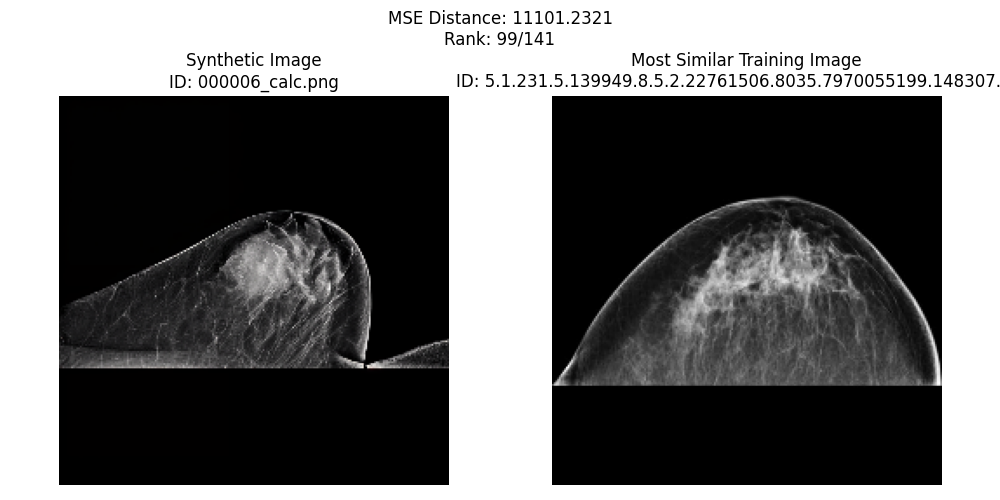 MSE Distance: 11101.2321
Rank: 99/141
Synthetic Image
ID: 000006_calc.png
Most Similar Training Image
ID: 5.1.231.5.139949.8.5.2.22761506.8035.7970055199.148307.